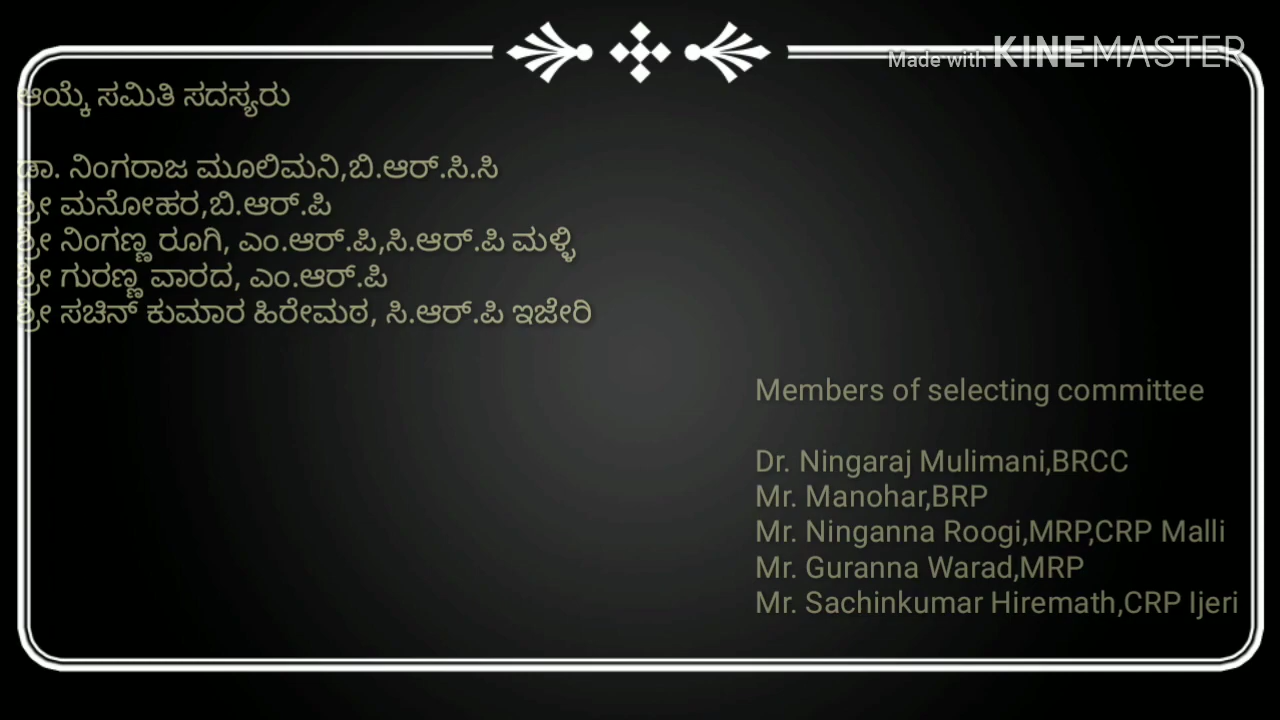 Made with KINEMASTER
ಆಯ್ಕೆ ಸಮಿತಿ ಸದಸ್ಯರು
ಡಾ. ನಿಂಗರಾಜ ಮೂಲಿಮನಿ,ಬಿ.ಆರ್.ಸಿ.ಸಿ
ಶ್ರೀ ಮನೋಹರ,ಬಿ.ಆರ್.ಪಿ
ಶ್ರೀ ನಿಂಗಣ್ಣ ರೂಗಿ, ಎಂ.ಆರ್.ಪಿ,ಸಿ.ಆರ್.ಪಿ ಮಳ್ಳಿ
ಶ್ರೀ ಗುರಣ್ಣ ವಾರದ, ಎಂ.ಆರ್.ಪಿ
ಶ್ರೀ ಸಚಿನ್ ಕುಮಾರ ಹಿರೇಮಠ, ಸಿ.ಆರ್.ಪಿ ಇಜೇರಿ
Members of selecting committee
Dr. Ningaraj Mulimani,BRCC
Mr. Manohar,BRP
Mr. Ninganna Roogi,MRP,CRP Malli
Mr. Guranna Warad,MRP
Mr. Sachinkumar Hiremath,CRP Ijeri